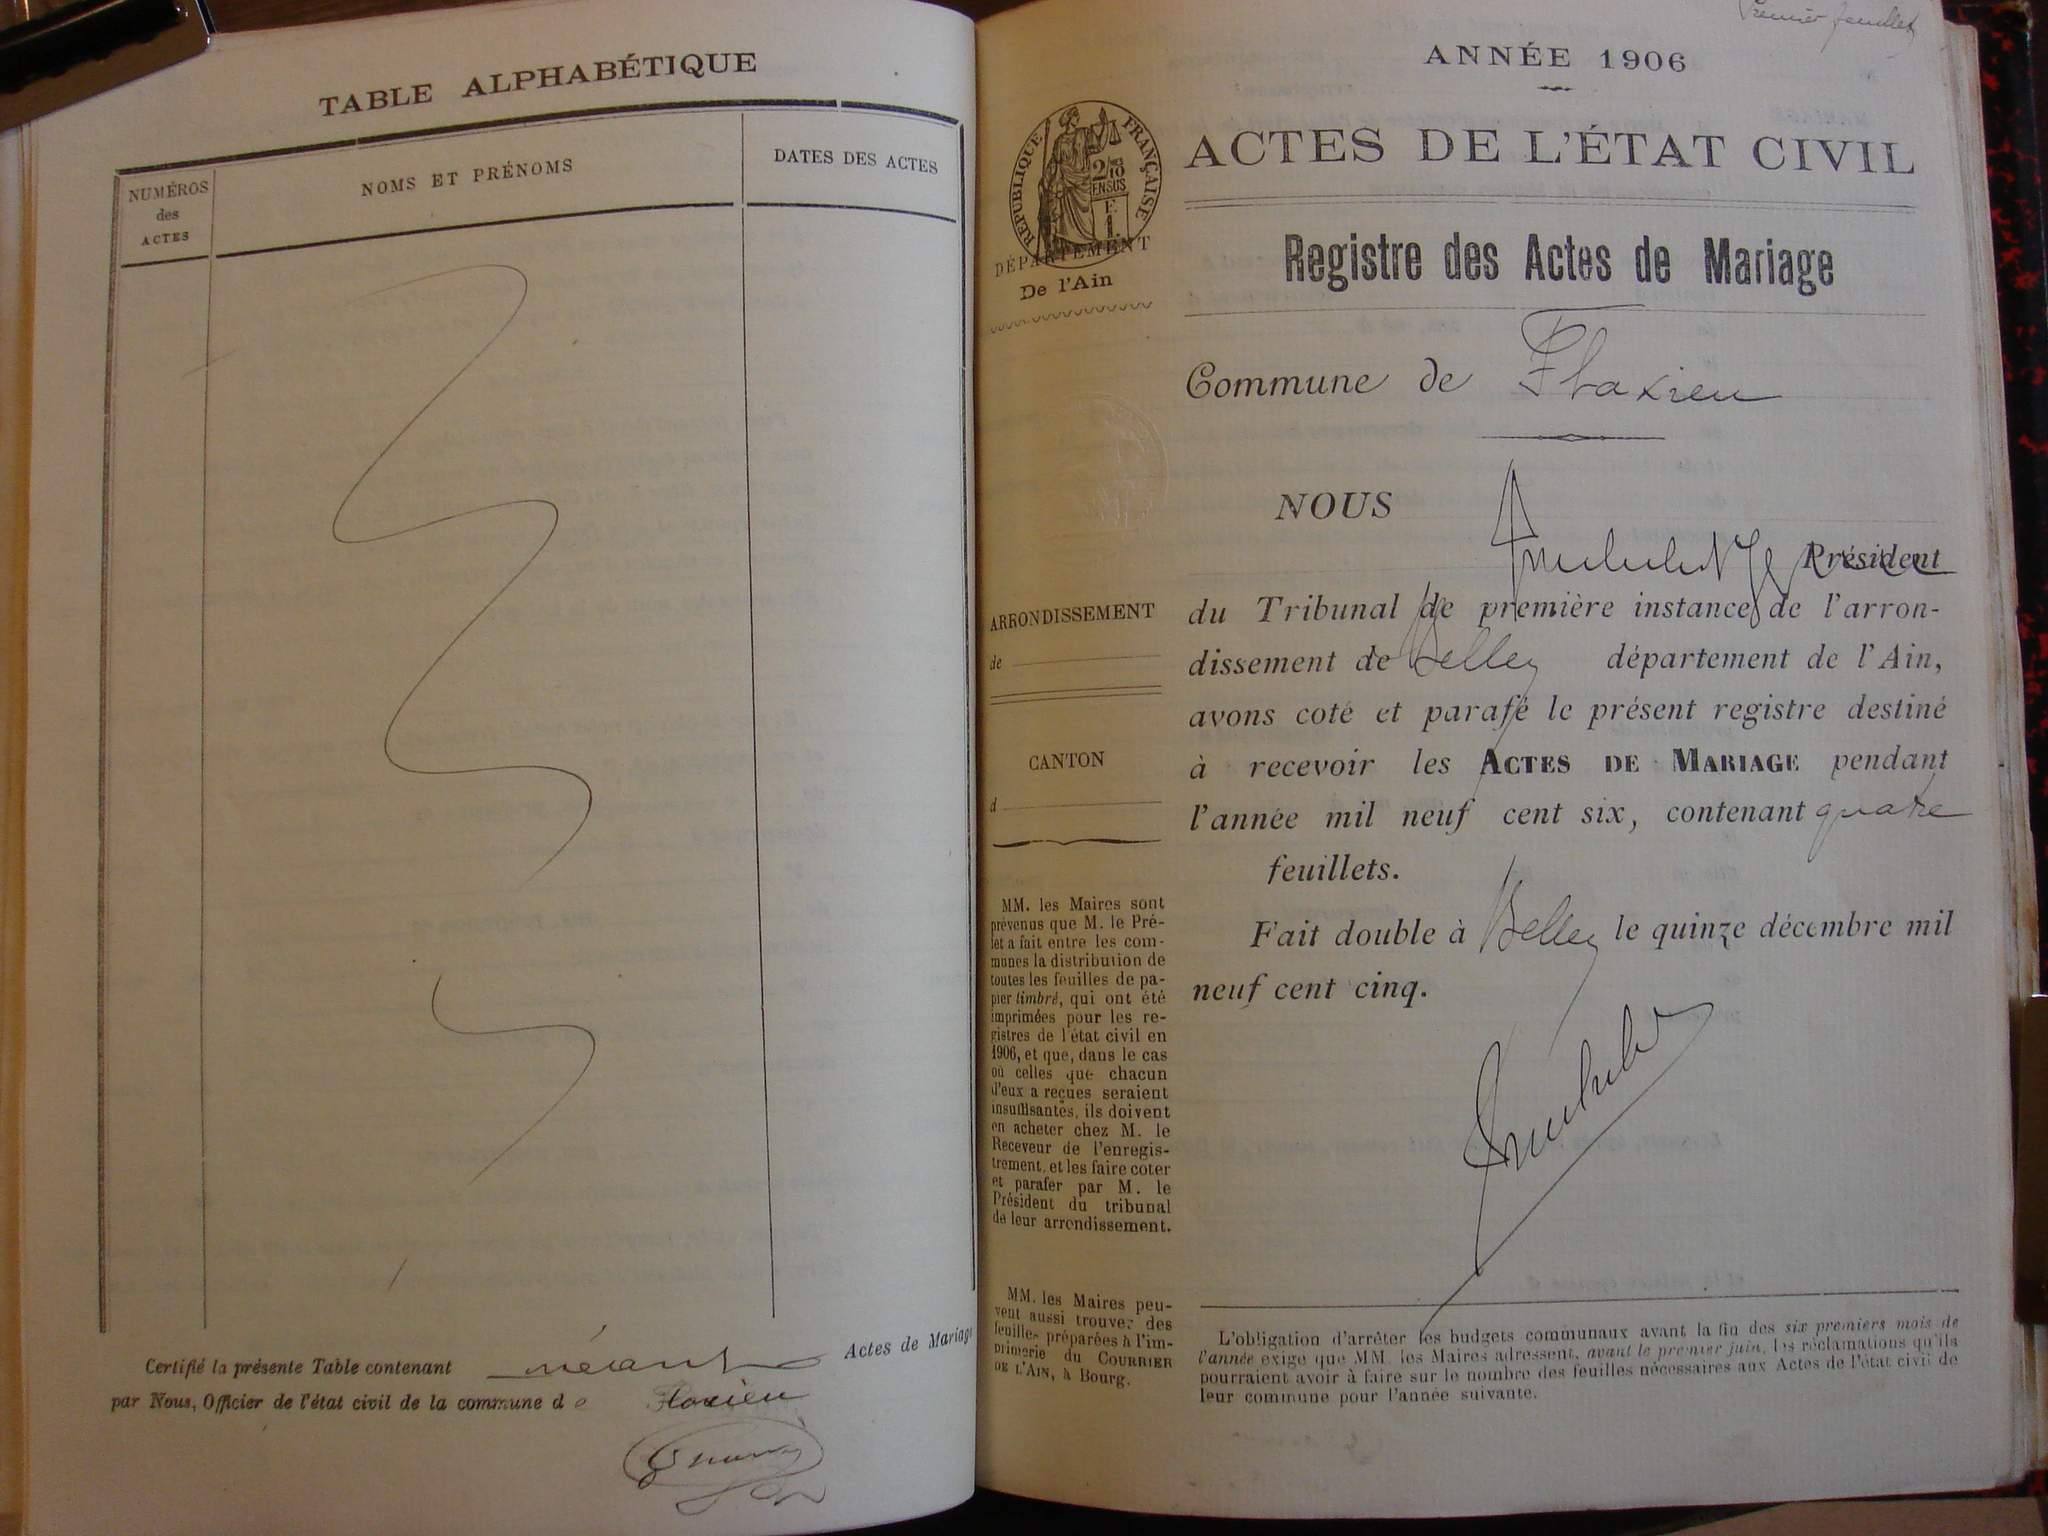 TABLE ALPHABÉTIQUE
NUMÉROS
des
ACTES
NOMS ET PRÉNOMS
DATES DES ACTES
Certifié la présente Table contenant néant Actes de Mariage
par Nous, Officier de l'état civil de la commune de Flaxieu
Premier feuillet
ANNÉE 1906
RÉPUBLIQUE FRANÇAISE
2/10
EN SUS
ACTES DE L'ÉTAT CIVIL
DÉPARTEMENT
De l'Ain
Registre des Actes de Mariage
Commune de Flaxieu
NOUS
Président
du Tribunal de première instance de l'arron-
dissement de Belley département de l'Ain,
avons coté et parafé le présent registre destiné
à recevoir les ACTES DE MARIAGE pendant
l'année mil neuf cent six, contenant quatre
feuillets.
Fait double à Belley le quinze décembre mil
neuf cent cinq.
ARRONDISSEMENT
de
CANTON
d
MM. les Maires sont
prévenus que M. le Pré-
fet a fait entre les com-
munes la distribution de
toutes les feuilles de pa-
pier timbré, qui ont été
imprimées pour les re-
gistres de l'état civil en
1906, et que, dans le cas
où celles que chacun
d'eux a reçues seraient
insuffisantes, ils doivent
en acheter chez M. le
Receveur de l'enregis-
trement, et les faire coter
et parafer par M. le
Président du tribunal
de leur arrondissement.
MM. les Maires peu-
vent aussi trouver des
feuilles préparées à l'im-
primerie du COURRIER
DE L'AIN, à Bourg.
L'obligation d'arrêter les budgets communaux avant la fin des six premiers mois de
l'année exige que MM. les Maires adressent, avant le premier juin, les réclamations qu'ils
pourraient avoir à faire sur le nombre des feuilles nécessaires aux Actes de l'état civil de
leur commune pour l'année suivante.